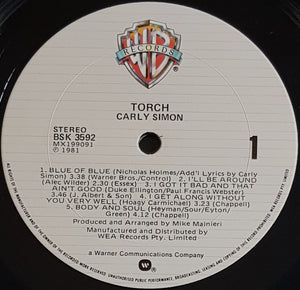 WB
RECORDS
TORCH
CARLY SIMON
STEREO
BSK 3592
MX199091
℗ 1981
1
1. BLUE OF BLUE (Nicholas Holmes/Add'l Lyrics by Carly
Simon) 3.38 (Warner Bros./Control) 2. I'LL BE AROUND
(Alec Wilder) 2.30 (Essex) 3. I GOT IT BAD AND THAT
AINT GOOD (Duke Ellington/Paul Francis Webster)
3.46 (J. Albert & Son) 4. I GET ALONG WITHOUT
YOU VERY WELL (Hoagy Carmichael) 3.23 (Chappell)
5. BODY AND SOUL (Heyman/Sour/Eyton/
Green) 4.12 (Chappell)
Produced and Arranged by Mike Mainieri
Manufactured and Distributed by
WEA Records Pty. Limited
a Warner Communications Company